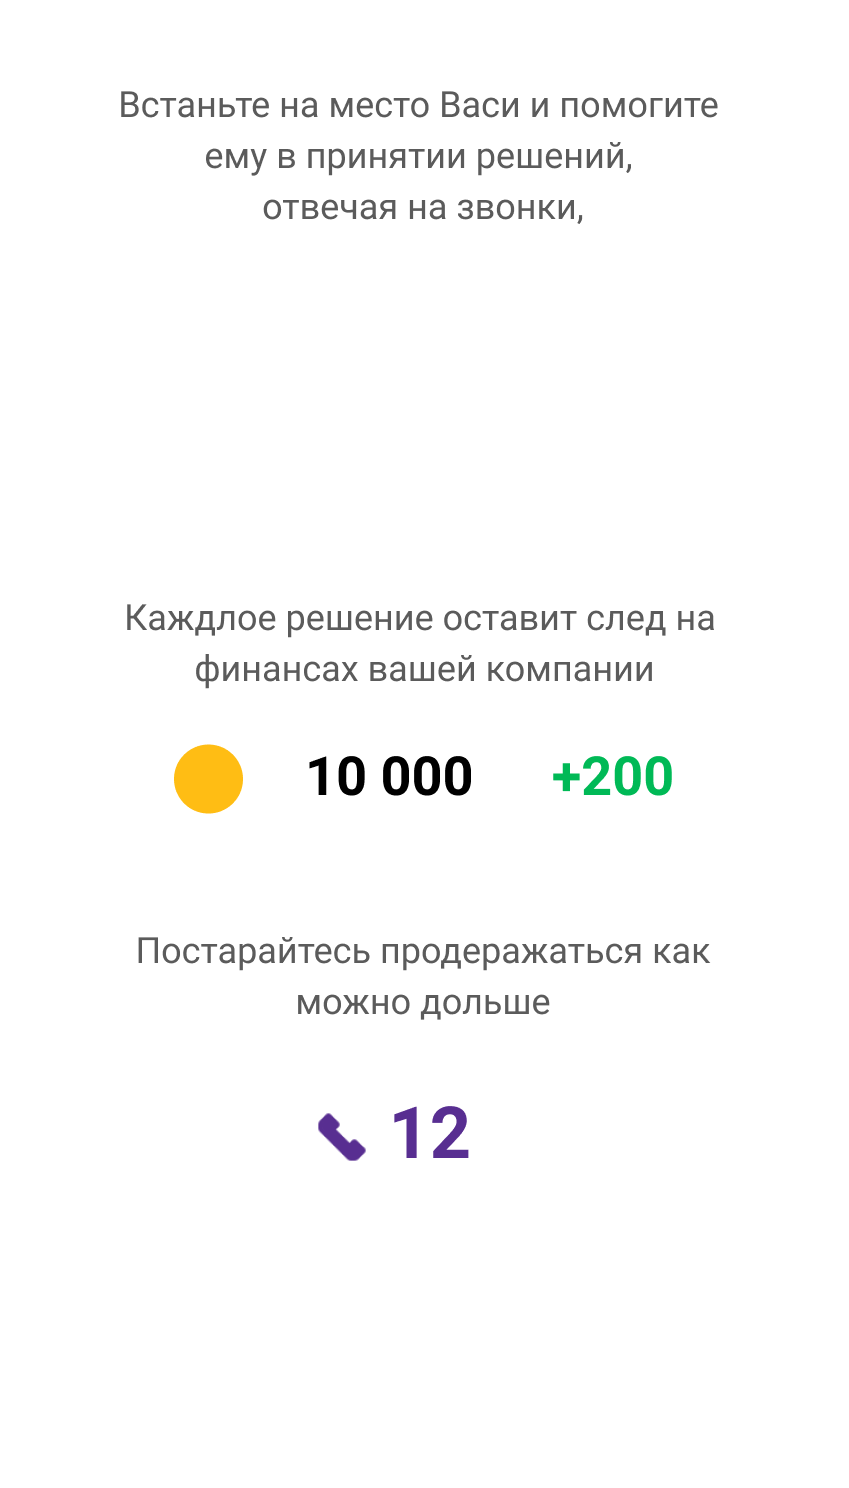 Встаньте на место Васи и помогите
ему в принятии решений,
отвечая на звонки,
Каждлое решение оставит след на
финансах вашей компании
10 000 +200
Постарайтесь продеражаться как
можно дольше
12